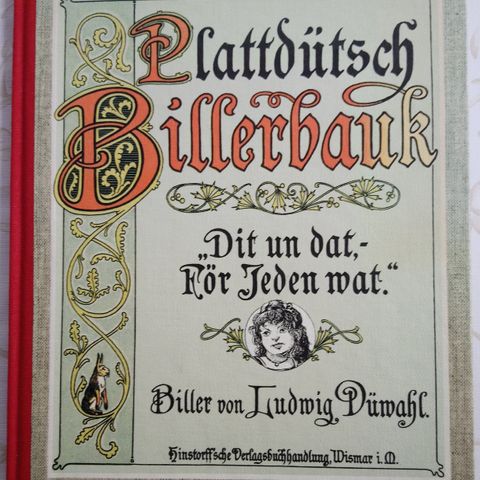 Plattdütsch
Billerbauk
„Dit un dat,-
För Jeden wat.“
Biller von Ludwig Düwahl.
Hinstorff'sche Verlagsbuchhandlung, Wismar i. M.